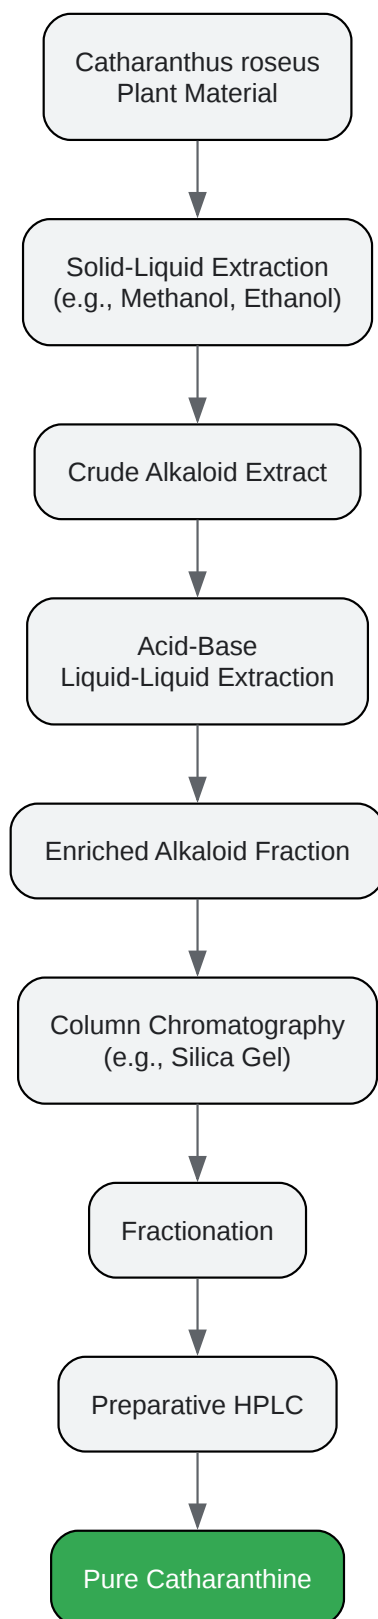 Catharanthus roseus
Plant Material
Solid-Liquid Extraction
(e.g., Methanol, Ethanol)
Crude Alkaloid Extract
Acid-Base
Liquid-Liquid Extraction
Enriched Alkaloid Fraction
Column Chromatography
(e.g., Silica Gel)
Fractionation
Preparative HPLC
Pure Catharanthine